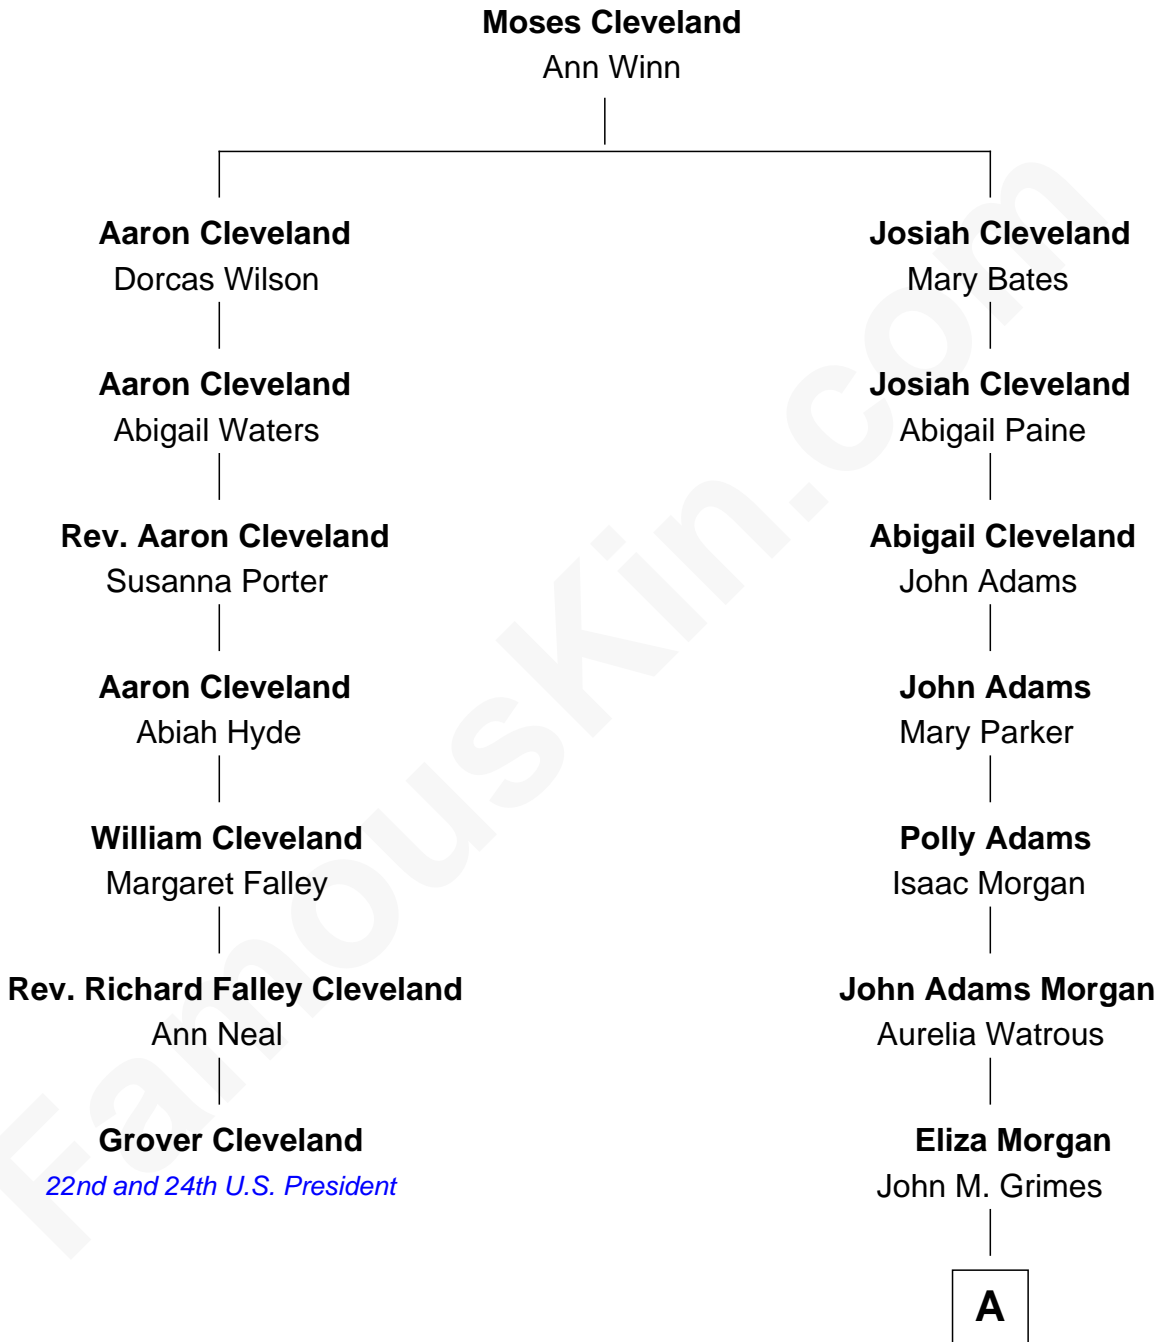 Moses Cleveland
Ann Winn
Aaron Cleveland
Dorcas Wilson
Josiah Cleveland
Mary Bates
Aaron Cleveland
Abigail Waters
Josiah Cleveland
Abigail Paine
Rev. Aaron Cleveland
Susanna Porter
Abigail Cleveland
John Adams
Aaron Cleveland
Abiah Hyde
John Adams
Mary Parker
William Cleveland
Margaret Falley
Polly Adams
Isaac Morgan
Rev. Richard Falley Cleveland
Ann Neal
John Adams Morgan
Aurelia Watrous
Grover Cleveland
22nd and 24th U.S. President
Eliza Morgan
John M. Grimes
A
FamousKin.com